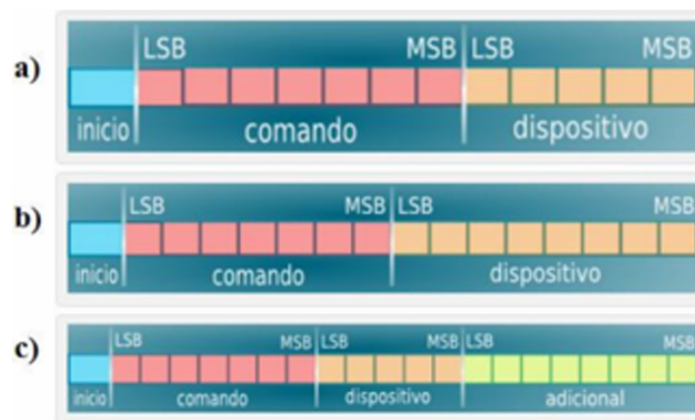 a)
LSB MSB LSB MSB
inicio comando dispositivo
b)
LSB MSB LSB MSB
inicio comando dispositivo
c)
LSB MSB LSB MSB LSB MSB
inicio comando dispositivo adicional